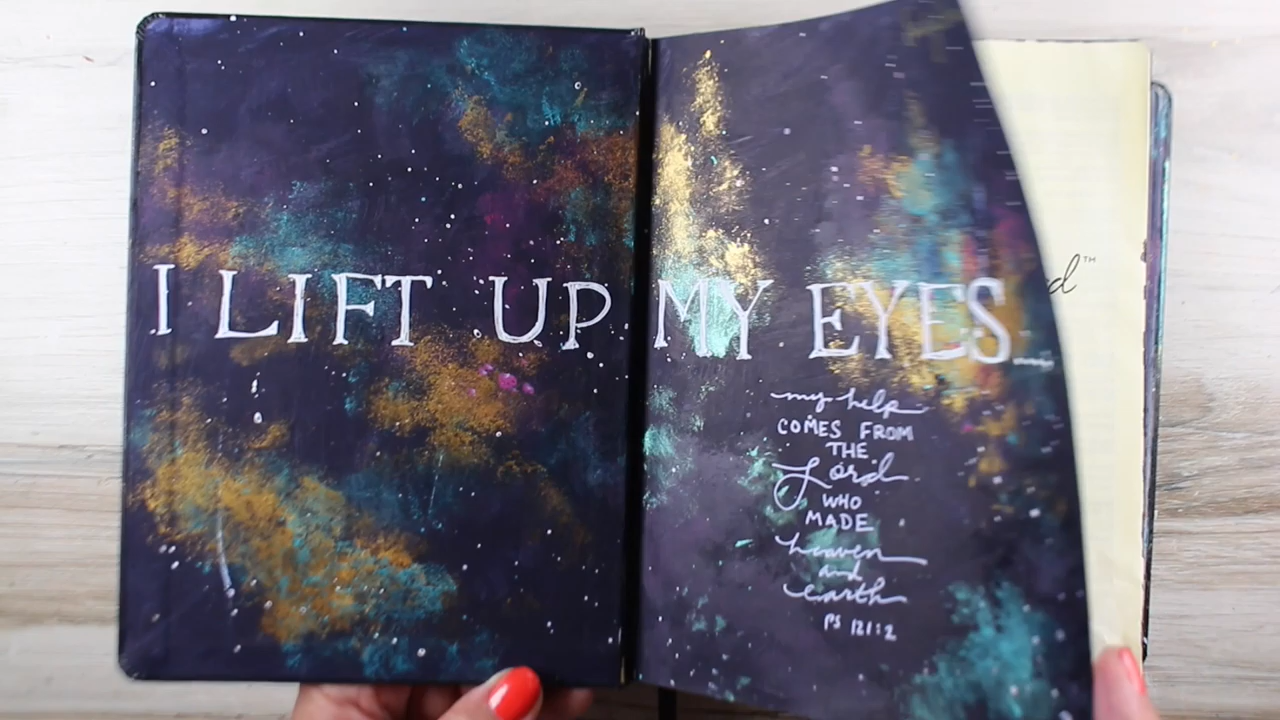 I LIFT UP MY EYES...
my help
COMES FROM
THE
Lord
WHO
MADE
heaven
and
earth
PS 121:2